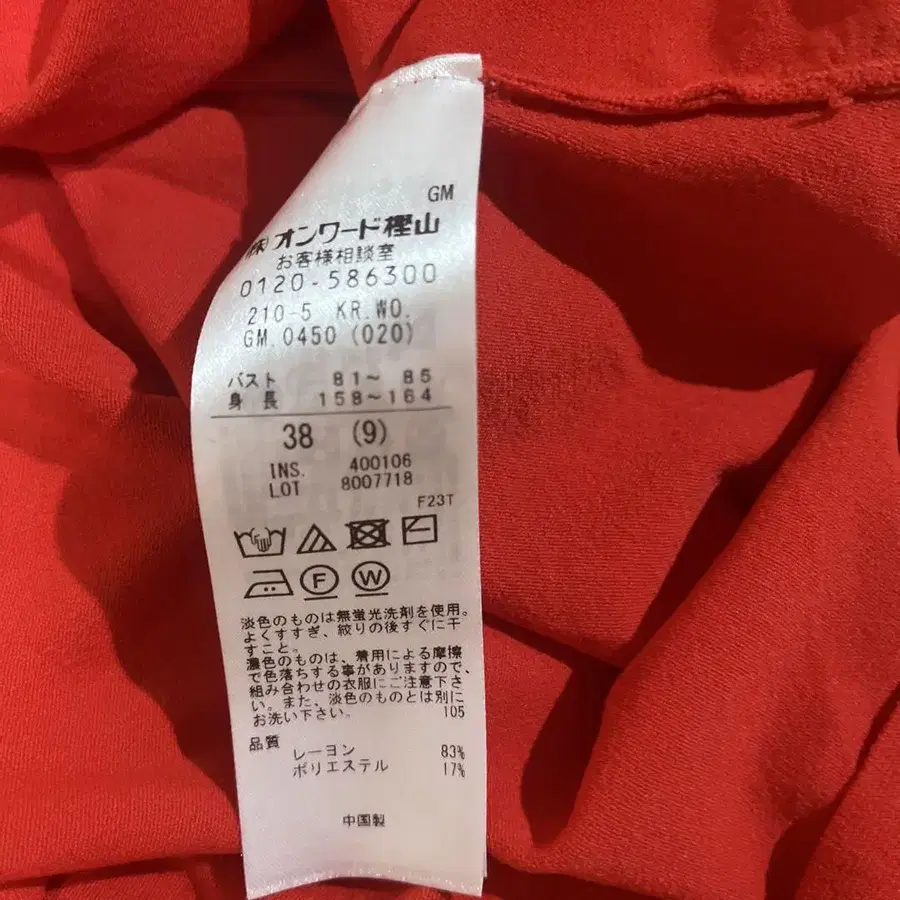 GM
㈱オンワード樫山
お客様相談室
0120-586300
210-5 KR.WO.
GM.0450 (020)
バスト 81〜 85
身 長 158〜164
38 (9)
INS. 400106
LOT 8007718
F23T
F W
淡色のものは無蛍光洗剤を使用。
よくすすぎ、絞りの後すぐに干
すこと。
濃色のものは、着用による摩擦
で色落ちする事がありますので、
組み合わせの衣服にご注意下さ
い。また、淡色のものとは別に
お洗い下さい。 105
品質
レーヨン 83%
ポリエステル 17%
中国製